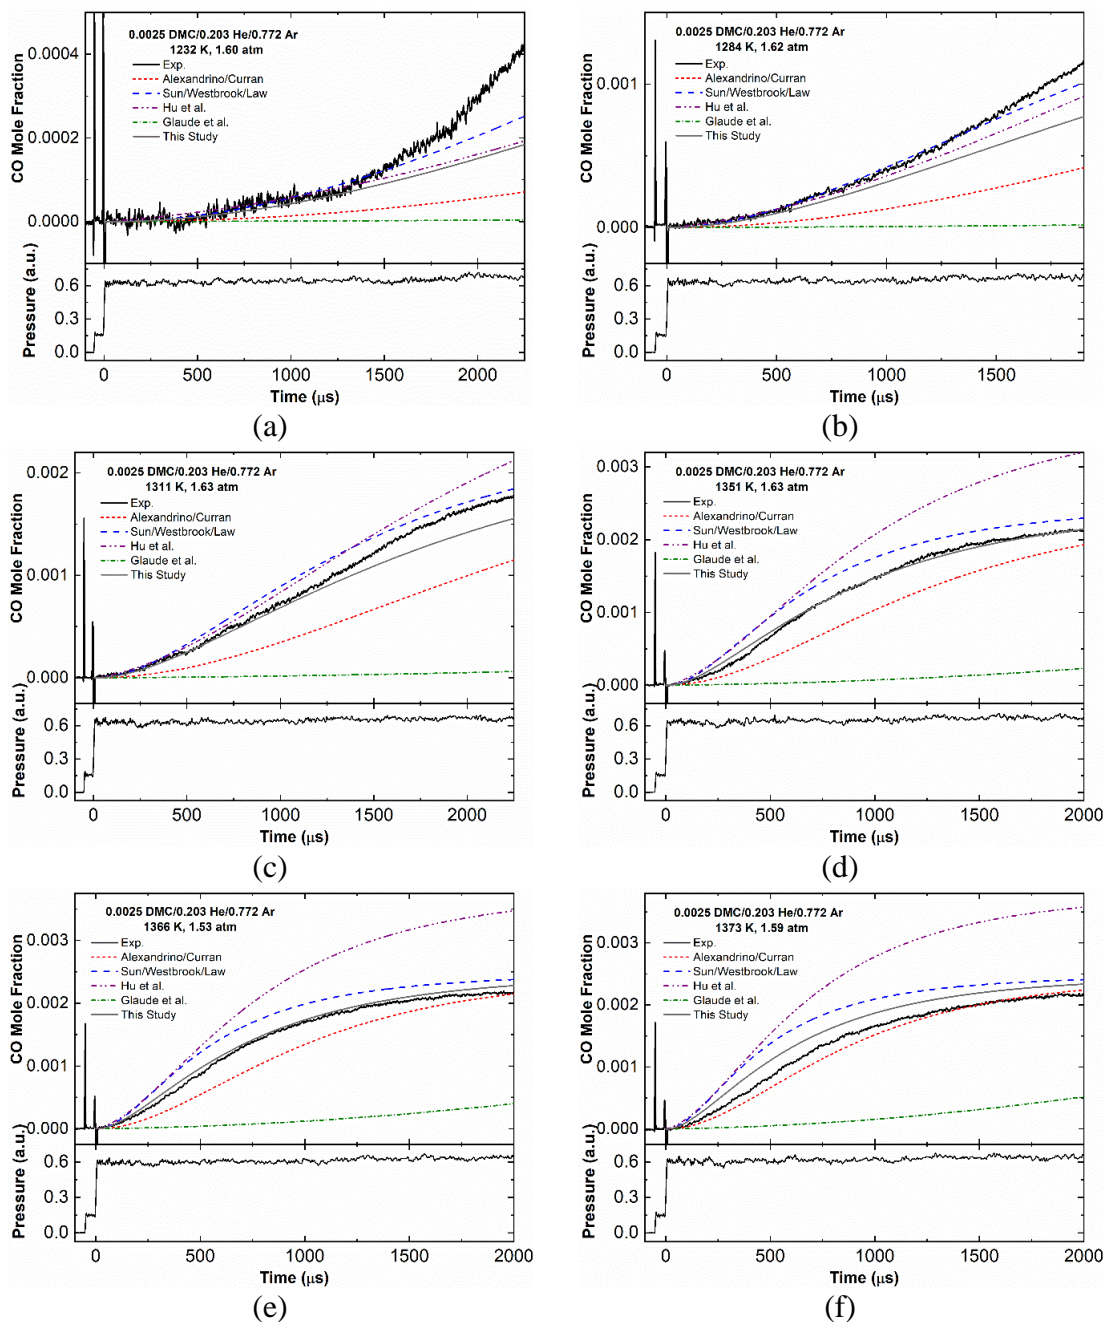 0.0025 DMC/0.203 He/0.772 Ar
1232 K, 1.60 atm
Exp.
Alexandrino/Curran
Sun/Westbrook/Law
Hu et al.
Glaude et al.
This Study
CO Mole Fraction
0.0004
0.0002
0.0000
Pressure (a.u.)
0.6
0.3
0.0
0 500 1000 1500 2000
Time (μs)
(a)
0.0025 DMC/0.203 He/0.772 Ar
1284 K, 1.62 atm
Exp.
Alexandrino/Curran
Sun/Westbrook/Law
Hu et al.
Glaude et al.
This Study
CO Mole Fraction
0.001
0.000
Pressure (a.u.)
0.6
0.3
0.0
0 500 1000 1500
Time (μs)
(b)
0.0025 DMC/0.203 He/0.772 Ar
1311 K, 1.63 atm
Exp.
Alexandrino/Curran
Sun/Westbrook/Law
Hu et al.
Glaude et al.
This Study
CO Mole Fraction
0.002
0.001
0.000
Pressure (a.u.)
0.6
0.3
0.0
0 500 1000 1500 2000
Time (μs)
(c)
0.0025 DMC/0.203 He/0.772 Ar
1351 K, 1.63 atm
Exp.
Alexandrino/Curran
Sun/Westbrook/Law
Hu et al.
Glaude et al.
This Study
CO Mole Fraction
0.003
0.002
0.001
0.000
Pressure (a.u.)
0.6
0.3
0.0
0 500 1000 1500 2000
Time (μs)
(d)
0.0025 DMC/0.203 He/0.772 Ar
1366 K, 1.53 atm
Exp.
Alexandrino/Curran
Sun/Westbrook/Law
Hu et al.
Glaude et al.
This Study
CO Mole Fraction
0.003
0.002
0.001
0.000
Pressure (a.u.)
0.6
0.3
0.0
0 500 1000 1500 2000
Time (μs)
(e)
0.0025 DMC/0.203 He/0.772 Ar
1373 K, 1.59 atm
Exp.
Alexandrino/Curran
Sun/Westbrook/Law
Hu et al.
Glaude et al.
This Study
CO Mole Fraction
0.003
0.002
0.001
0.000
Pressure (a.u.)
0.6
0.3
0.0
0 500 1000 1500 2000
Time (μs)
(f)